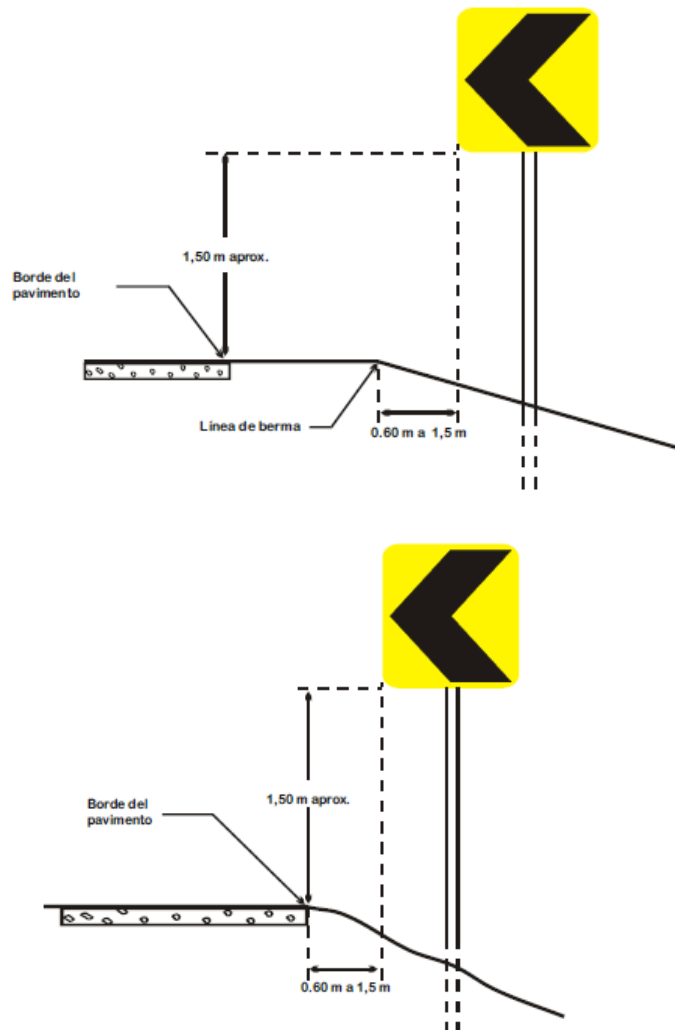 1,50 m aprox.
Borde del
pavimento
Línea de berma
0.60 m a 1,5 m
1,50 m aprox.
Borde del
pavimento
0.60 m a 1,5 m